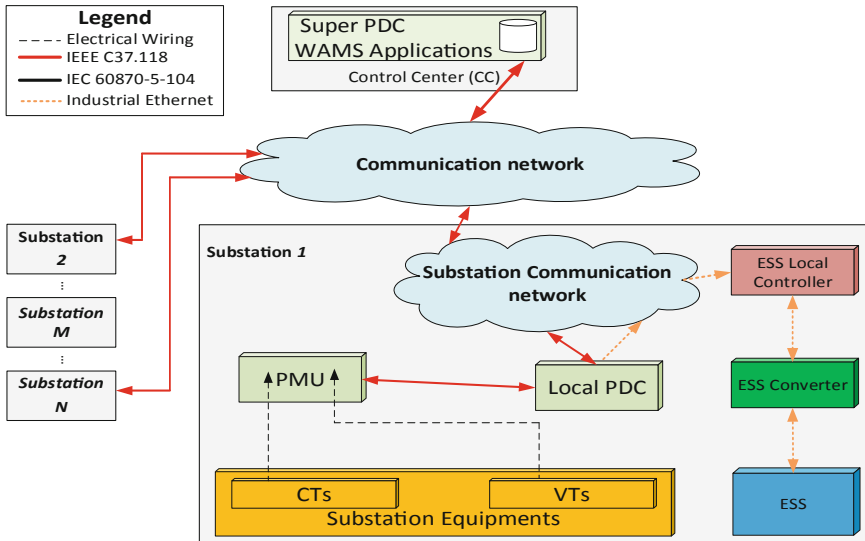 Legend
Electrical Wiring
IEEE C37.118
IEC 60870-5-104
Industrial Ethernet
Super PDC
WAMS Applications
Control Center (CC)
Communication network
Substation
2
...
Substation
M
...
Substation
N
Substation 1
Substation Communication
network
ESS Local
Controller
PMU
Local PDC
ESS Converter
CTs
VTs
Substation Equipments
ESS